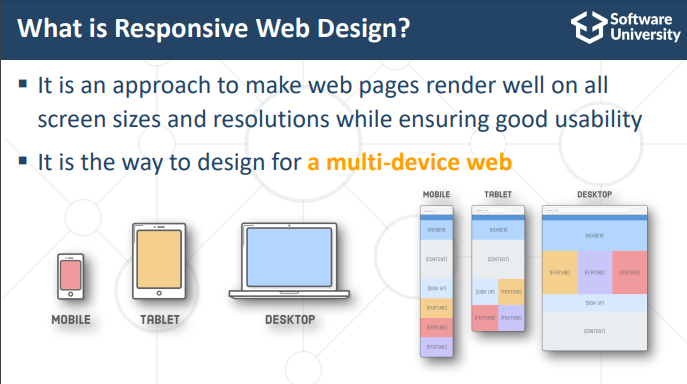 What is Responsive Web Design?
Software
University
▪ It is an approach to make web pages render well on all
screen sizes and resolutions while ensuring good usability
▪ It is the way to design for a multi-device web
MOBILE
TABLET
DESKTOP
MOBILE
[HEADER]
[CONTENT]
[SIGN UP]
[FEATURE]
[FEATURE]
[FEATURE]
TABLET
[HEADER]
[CONTENT]
[SIGN UP] [FEATURE]
[FEATURE] [FEATURE]
DESKTOP
[HEADER]
[FEATURE] [FEATURE] [FEATURE]
[SIGN UP]
[CONTENT]